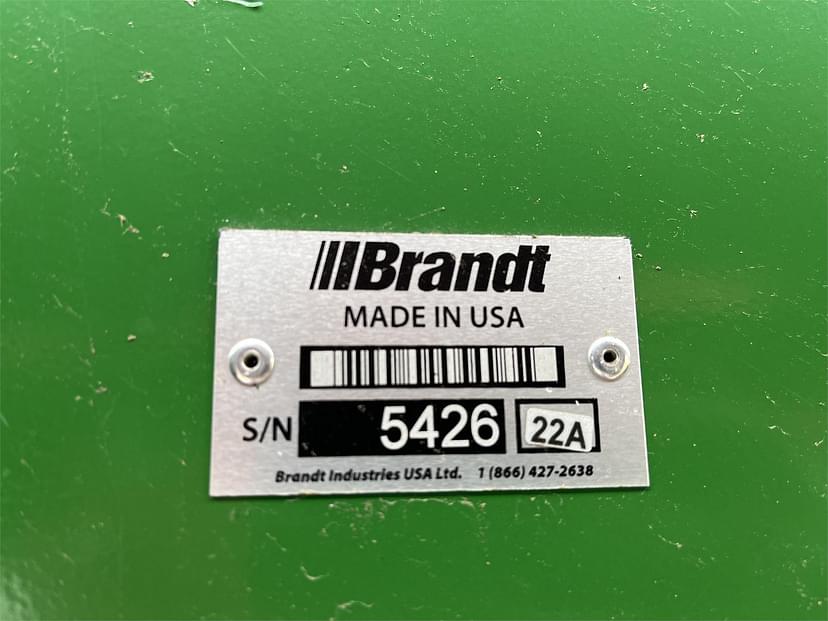 Brandt
MADE IN USA
S/N 5426 22A
Brandt Industries USA Ltd. 1 (866) 427-2638